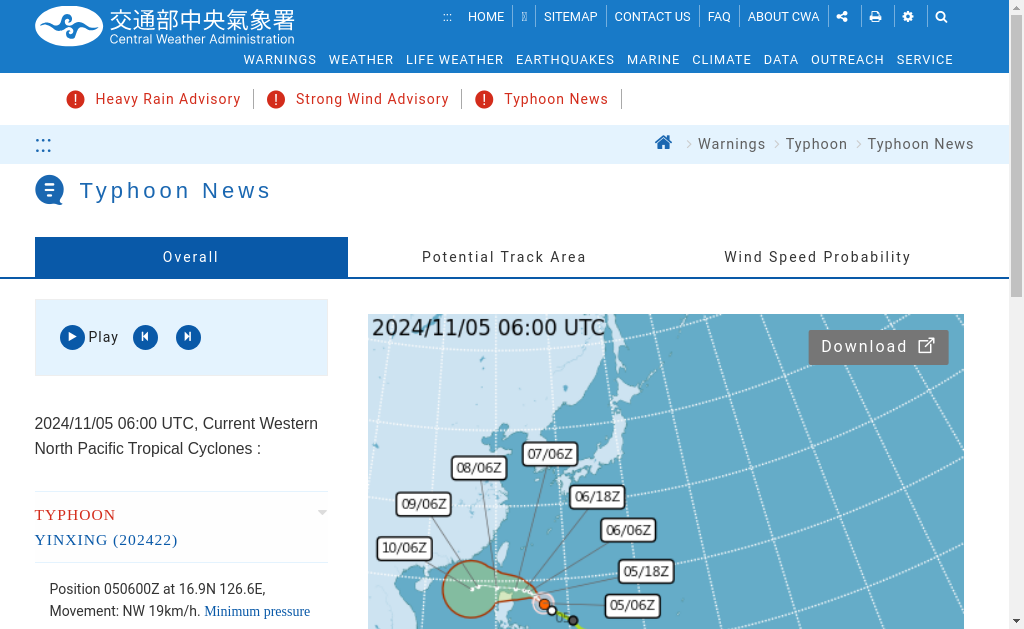 交通部中央氣象署
Central Weather Administration
::: HOME SITEMAP CONTACT US FAQ ABOUT CWA
WARNINGS WEATHER LIFE WEATHER EARTHQUAKES MARINE CLIMATE DATA OUTREACH SERVICE
Heavy Rain Advisory Strong Wind Advisory Typhoon News
::: Warnings Typhoon Typhoon News
Typhoon News
Overall Potential Track Area Wind Speed Probability
Play
2024/11/05 06:00 UTC
Download
2024/11/05 06:00 UTC, Current Western
North Pacific Tropical Cyclones :
TYPHOON
YINXING (202422)
Position 050600Z at 16.9N 126.6E,
Movement: NW 19km/h. Minimum pressure
07/06Z
08/06Z
06/18Z
09/06Z
06/06Z
10/06Z
05/18Z
05/06Z